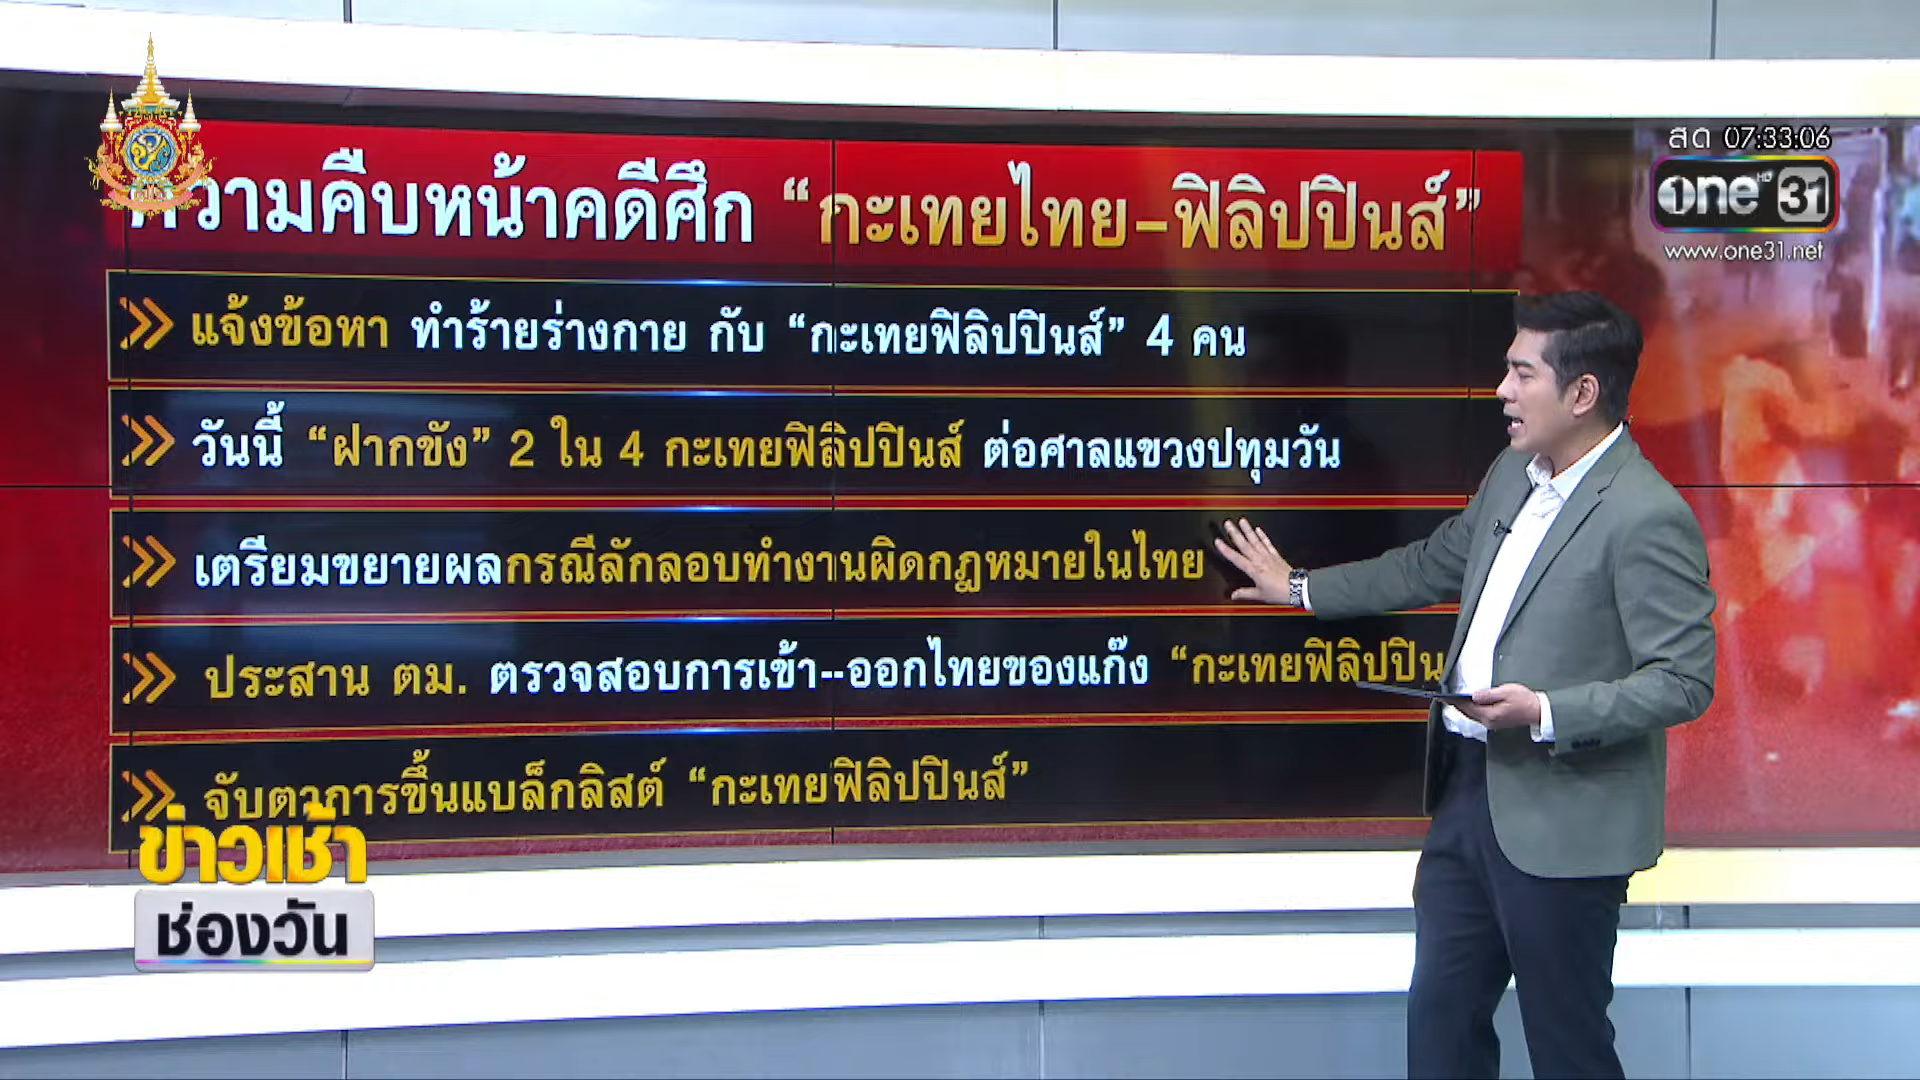 สด 07:33:06
one HD 31
www.one31.net
ความคืบหน้าคดีศึก “กะเทยไทย-ฟิลิปปินส์”
แจ้งข้อหา ทำร้ายร่างกาย กับ “กะเทยฟิลิปปินส์” 4 คน
วันนี้ “ฝากขัง” 2 ใน 4 กะเทยฟิลิปปินส์ ต่อศาลแขวงปทุมวัน
เตรียมขยายผลกรณีลักลอบทำงานผิดกฎหมายในไทย
ประสาน ตม. ตรวจสอบการเข้า--ออกไทยของแก๊ง “กะเทยฟิลิปปิน
จับตาการขึ้นแบล็กลิสต์ “กะเทยฟิลิปปินส์”
ข่าวเช้า
ช่องวัน